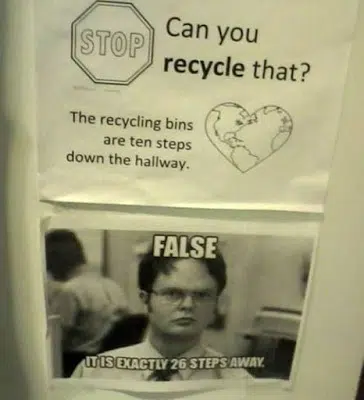 STOP
Can you
recycle that?
The recycling bins
are ten steps
down the hallway.
FALSE
IT IS EXACTLY 26 STEPS AWAY.